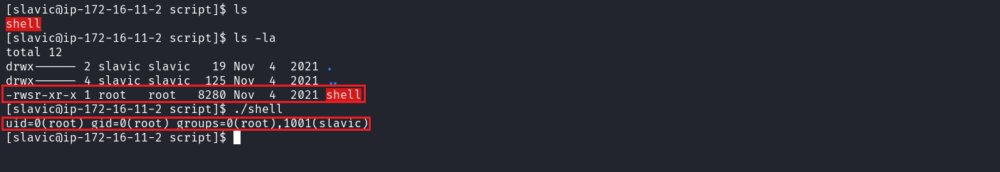 [slavic@ip-172-16-11-2 script]$ ls
shell
[slavic@ip-172-16-11-2 script]$ ls -la
total 12
drwx------ 2 slavic slavic   19 Nov  4  2021 .
drwx------ 4 slavic slavic  125 Nov  4  2021 ..
-rwsr-xr-x 1 root   root   8280 Nov  4  2021 shell
[slavic@ip-172-16-11-2 script]$ ./shell
uid=0(root) gid=0(root) groups=0(root),1001(slavic)
[slavic@ip-172-16-11-2 script]$